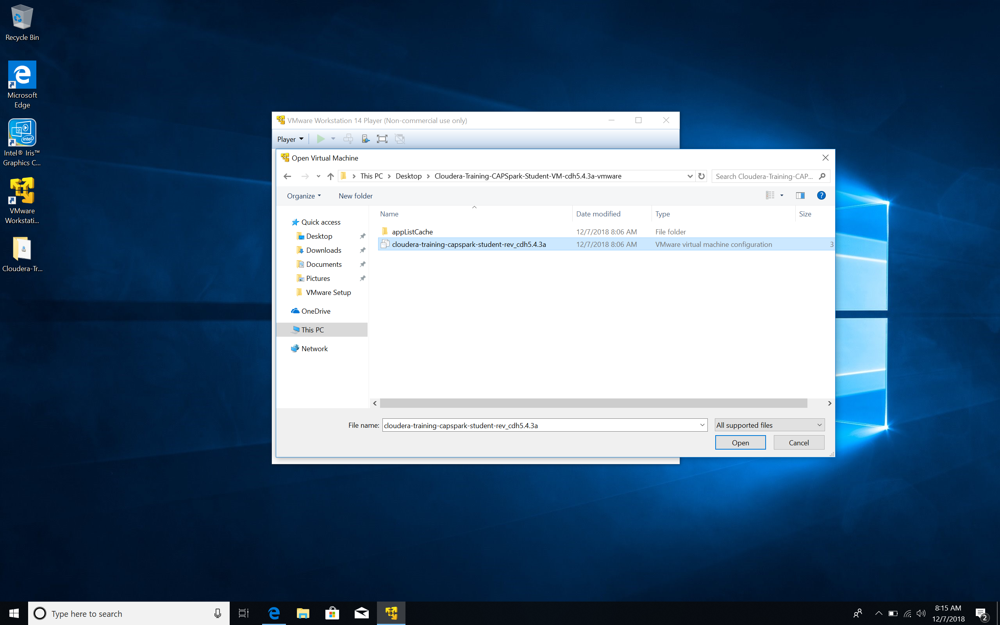 Recycle Bin
Microsoft
Edge
intel
Intel® Iris™
Graphics C...
VMware
Workstati...
Cloudera-Tr...
VMware Workstation 14 Player (Non-commercial use only)
Player
Open Virtual Machine
This PC
Desktop
Cloudera-Training-CAPSpark-Student-VM-cdh5.4.3a-vmware
Search Cloudera-Training-CAP...
Organize
New folder
?
Name
Date modified
Type
Size
Quick access
Desktop
Downloads
Documents
Pictures
VMware Setup
OneDrive
This PC
Network
appListCache
12/7/2018 8:06 AM
File folder
cloudera-training-capspark-student-rev_cdh5.4.3a
12/7/2018 8:06 AM
VMware virtual machine configuration
3
File name:
cloudera-training-capspark-student-rev_cdh5.4.3a
All supported files
Open
Cancel
Type here to search
8:15 AM
12/7/2018
2